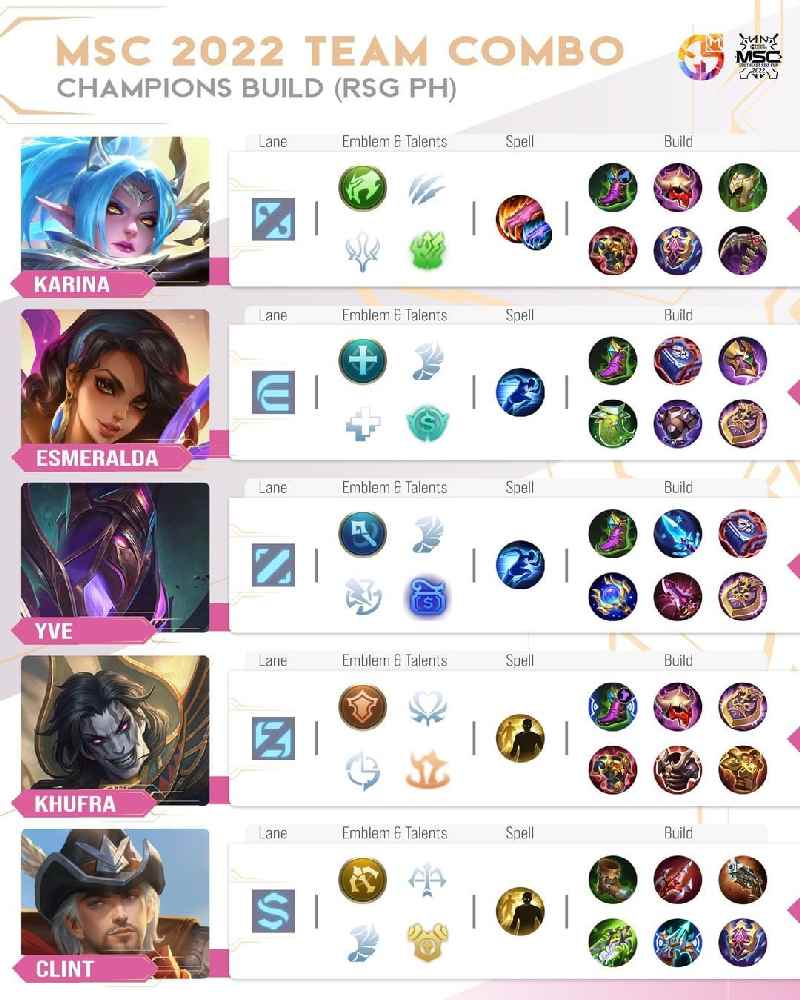 MSC 2022 TEAM COMBO
CHAMPIONS BUILD (RSG PH)
M
MSC
Lane Emblem & Talents Spell Build
KARINA
Lane Emblem & Talents Spell Build
ESMERALDA
Lane Emblem & Talents Spell Build
YVE
Lane Emblem & Talents Spell Build
KHUFRA
Lane Emblem & Talents Spell Build
CLINT